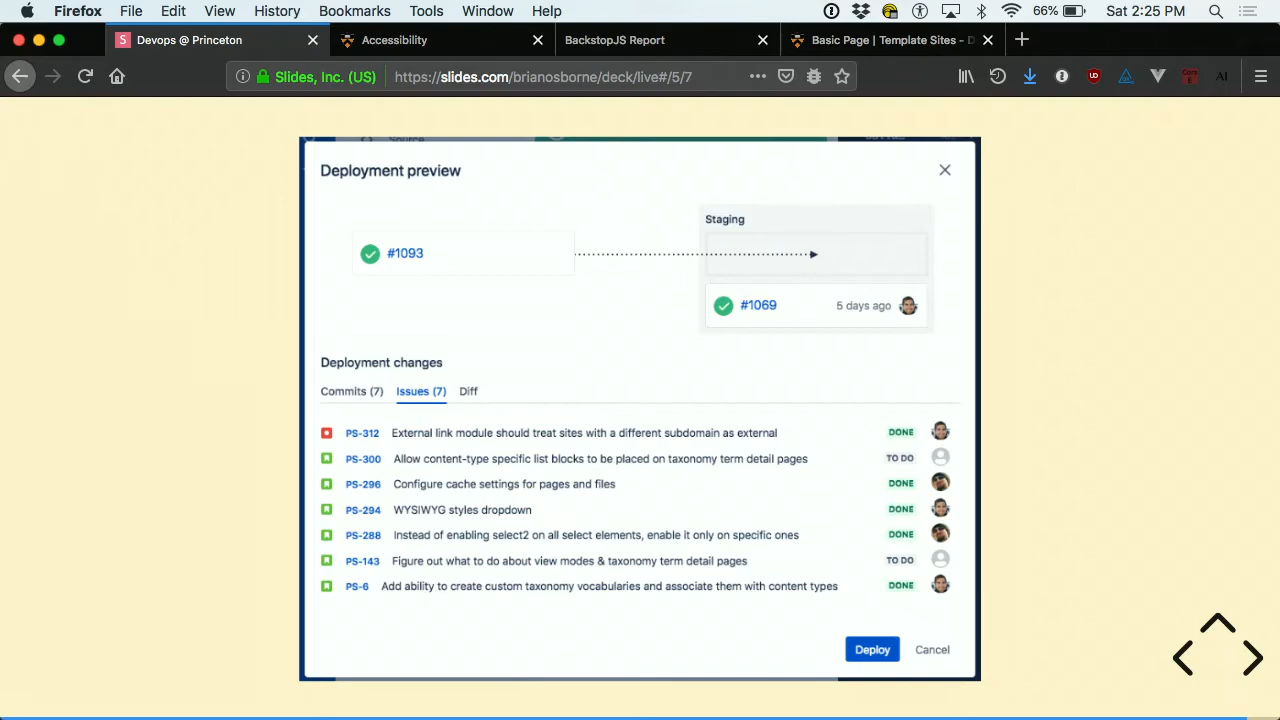 Firefox File Edit View History Bookmarks Tools Window Help 66% Sat 2:25 PM
S Devops @ Princeton Accessibility BackstopJS Report Basic Page | Template Sites - D
Slides, Inc. (US) https://slides.com/brianosborne/deck/live#/5/7
Deployment preview
Staging
#1093
#1069 5 days ago
Deployment changes
Commits (7) Issues (7) Diff
PS-312 External link module should treat sites with a different subdomain as external DONE
PS-300 Allow content-type specific list blocks to be placed on taxonomy term detail pages TO DO
PS-296 Configure cache settings for pages and files DONE
PS-294 WYSIWYG styles dropdown DONE
PS-288 Instead of enabling select2 on all select elements, enable it only on specific ones DONE
PS-143 Figure out what to do about view modes & taxonomy term detail pages TO DO
PS-6 Add ability to create custom taxonomy vocabularies and associate them with content types DONE
Deploy Cancel